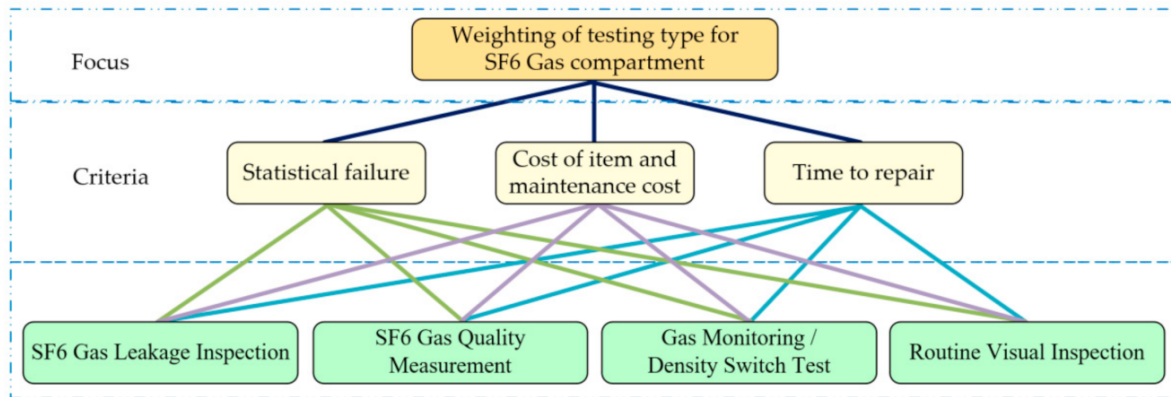 Focus
Weighting of testing type for
SF6 Gas compartment
Criteria
Statistical failure
Cost of item and
maintenance cost
Time to repair
SF6 Gas Leakage Inspection
SF6 Gas Quality
Measurement
Gas Monitoring /
Density Switch Test
Routine Visual Inspection